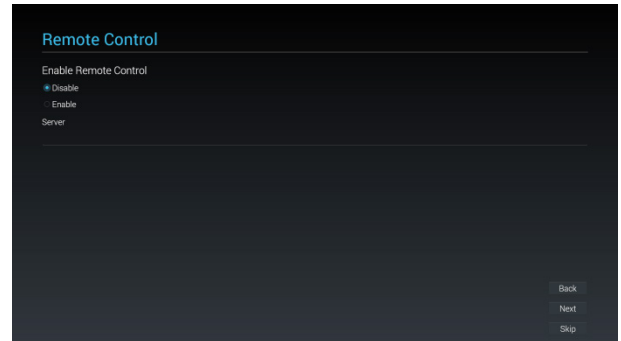 Remote Control
Enable Remote Control
Disable
Enable
Server
Back
Next
Skip